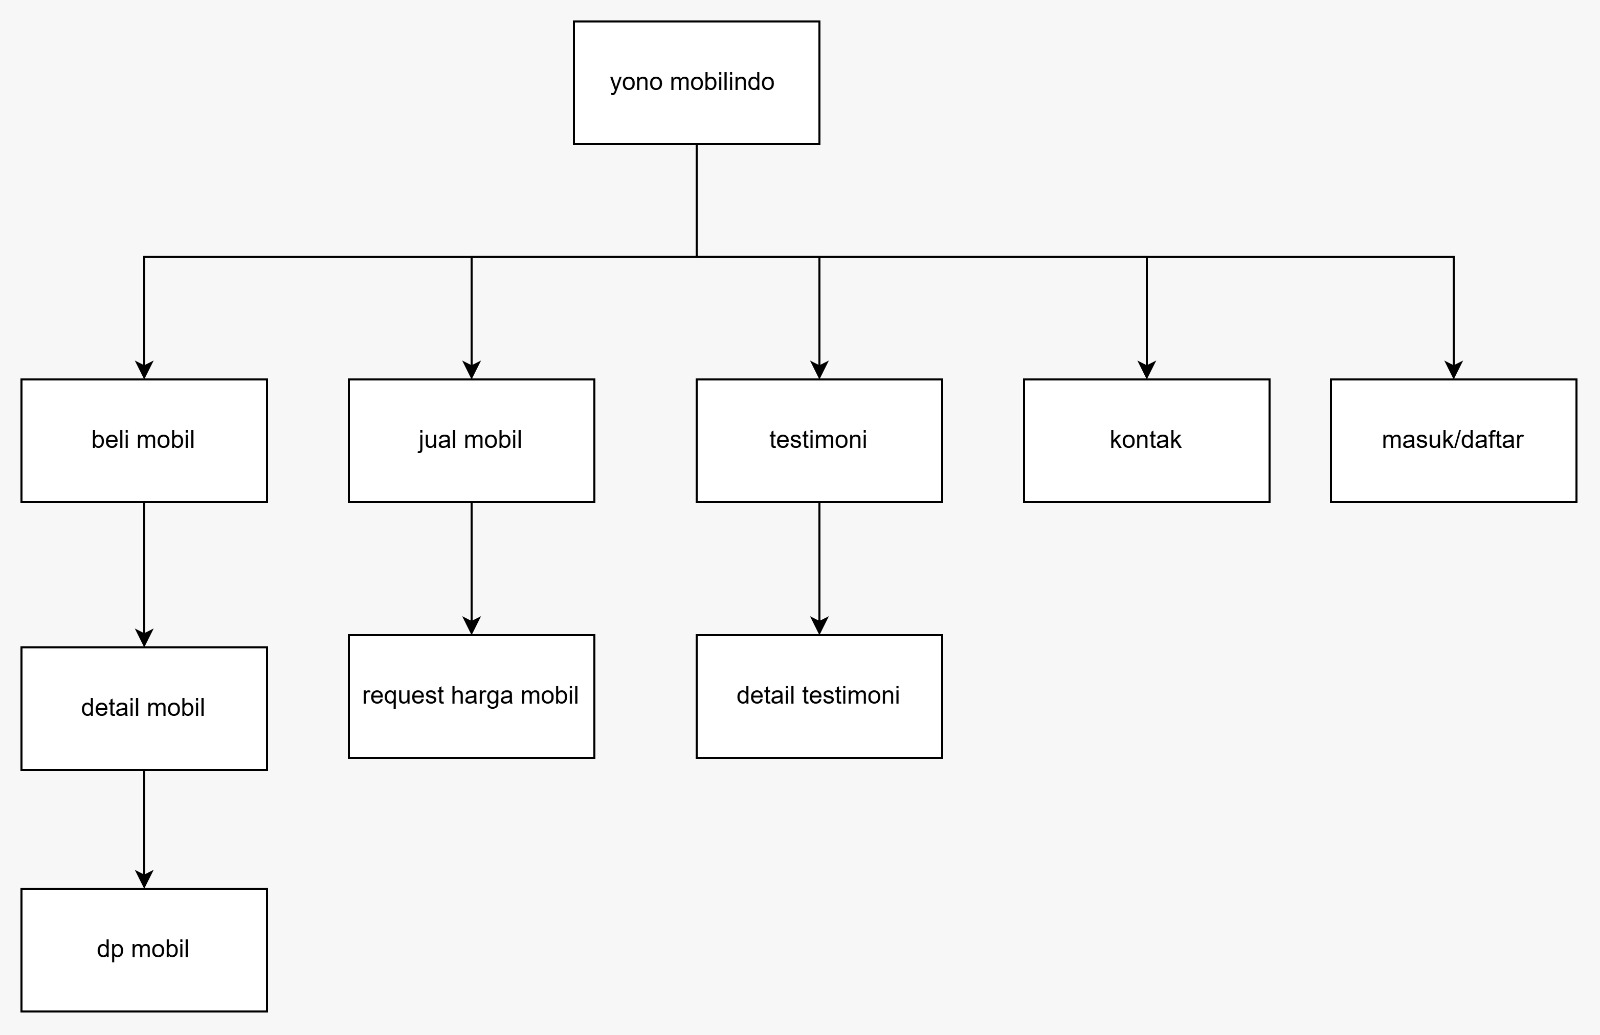 yono mobilindo
beli mobil
jual mobil
testimoni
kontak
masuk/daftar
detail mobil
request harga mobil
detail testimoni
dp mobil